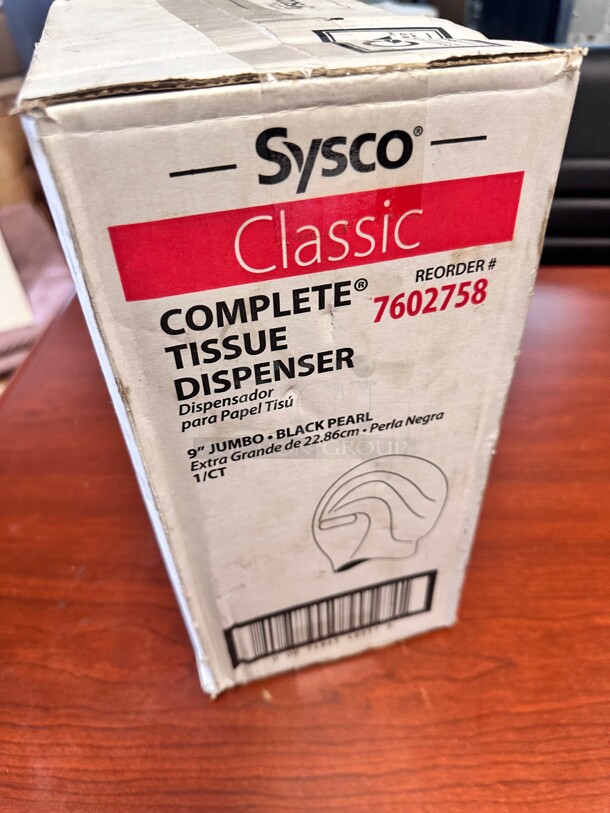 Sysco®
Classic
COMPLETE®
TISSUE
DISPENSER
REORDER #
7602758
Dispensador
para Papel Tisú
9" JUMBO • BLACK PEARL
Extra Grande de 22.86cm • Perla Negra
1/CT
GROUP